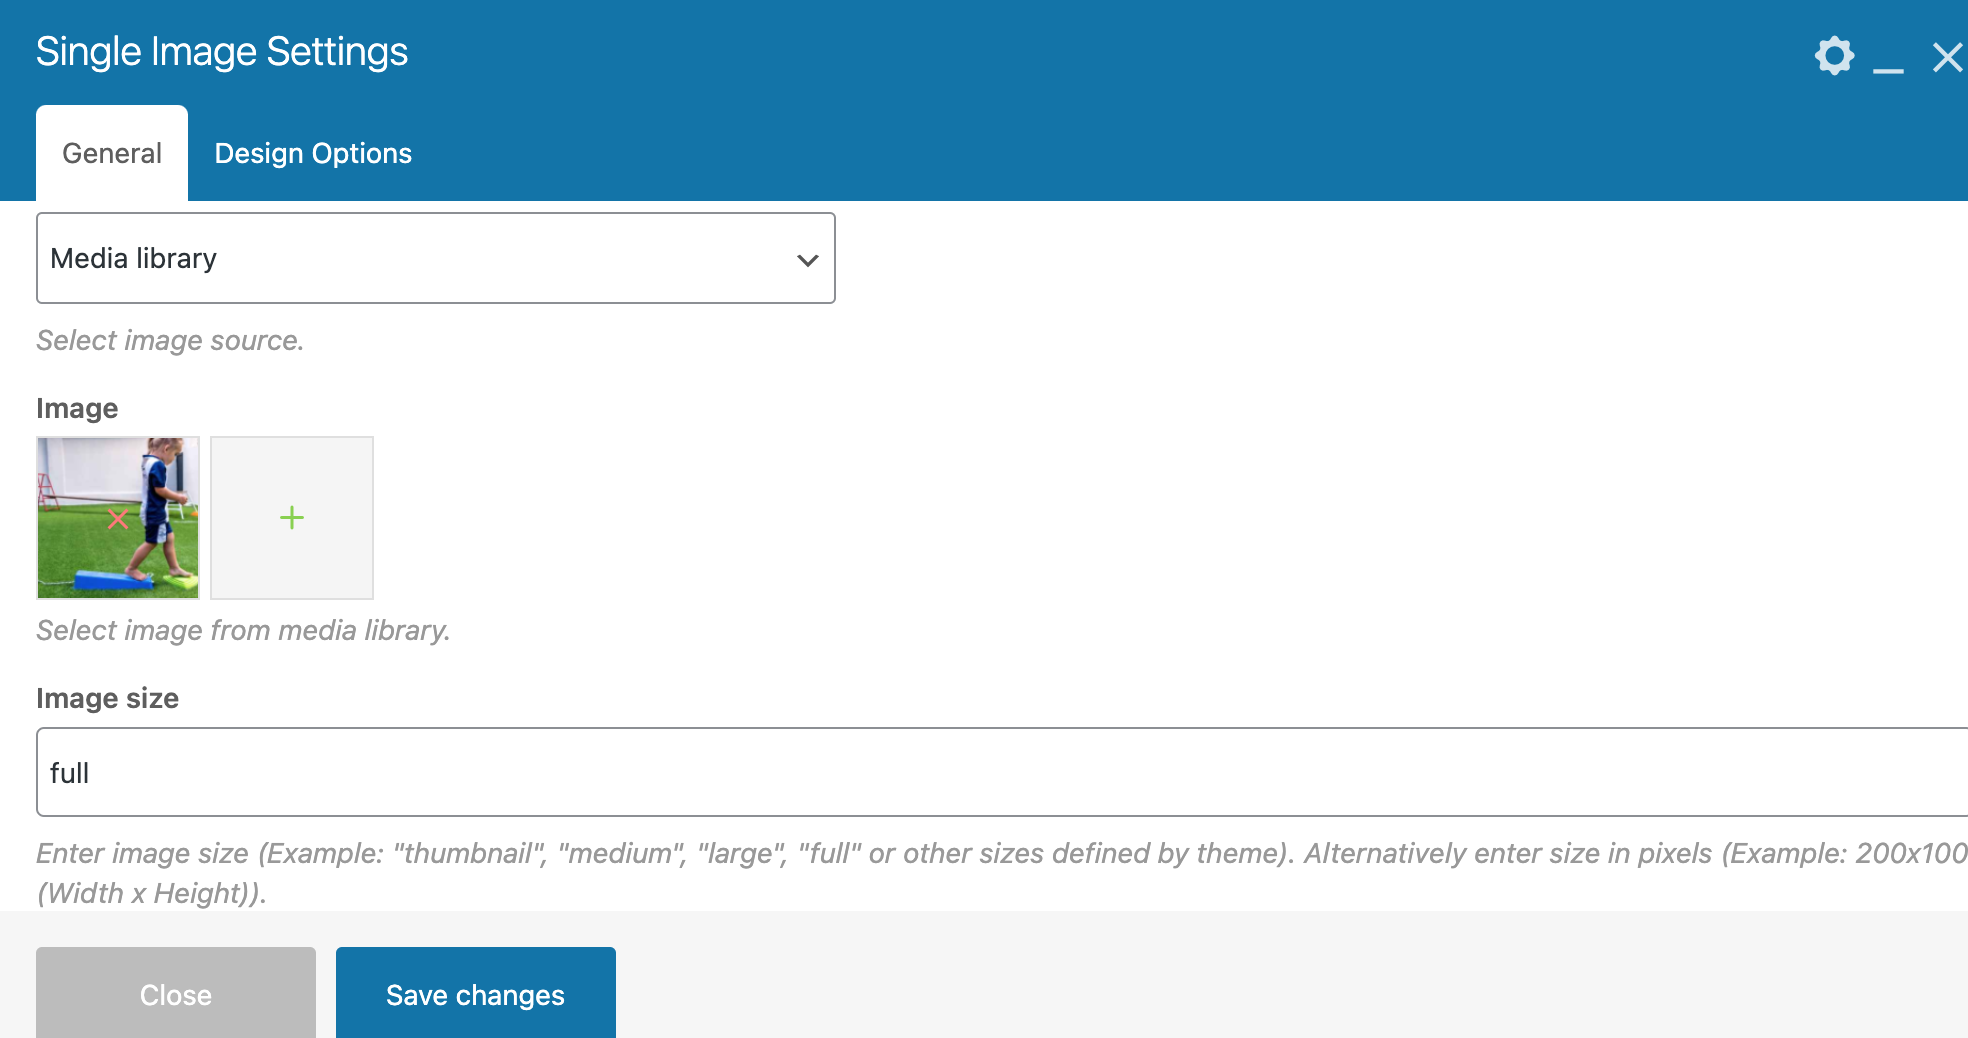 Single Image Settings
General
Design Options
Media library
Select image source.
Image
Select image from media library.
Image size
full
Enter image size (Example: "thumbnail", "medium", "large", "full" or other sizes defined by theme). Alternatively enter size in pixels (Example: 200x100
(Width x Height)).
Close
Save changes